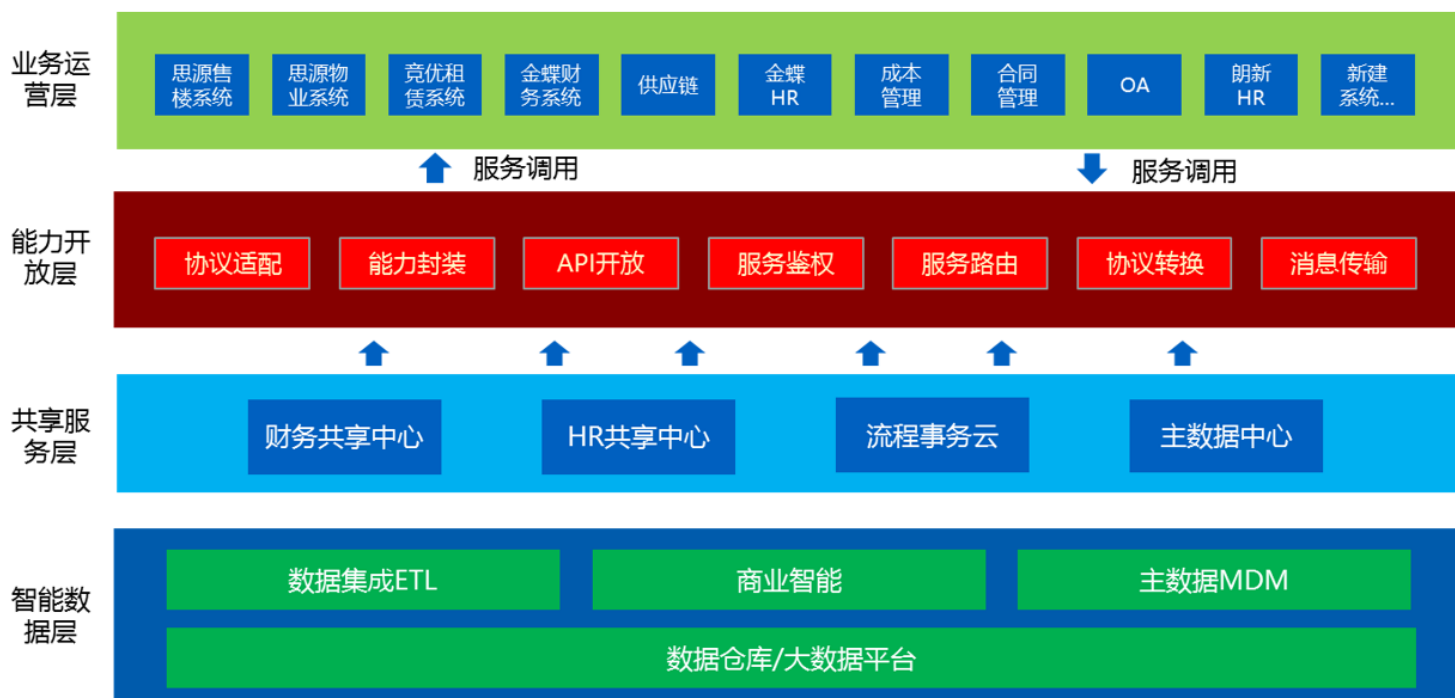 业务运
营层
思源售
楼系统
思源物
业系统
竞优租
赁系统
金蝶财
务系统
供应链
金蝶
HR
成本
管理
合同
管理
OA
朗新
HR
新建
系统...
服务调用
服务调用
能力开
放层
协议适配
能力封装
API开放
服务鉴权
服务路由
协议转换
消息传输
共享服
务层
财务共享中心
HR共享中心
流程事务云
主数据中心
智能数
据层
数据集成ETL
商业智能
主数据MDM
数据仓库/大数据平台